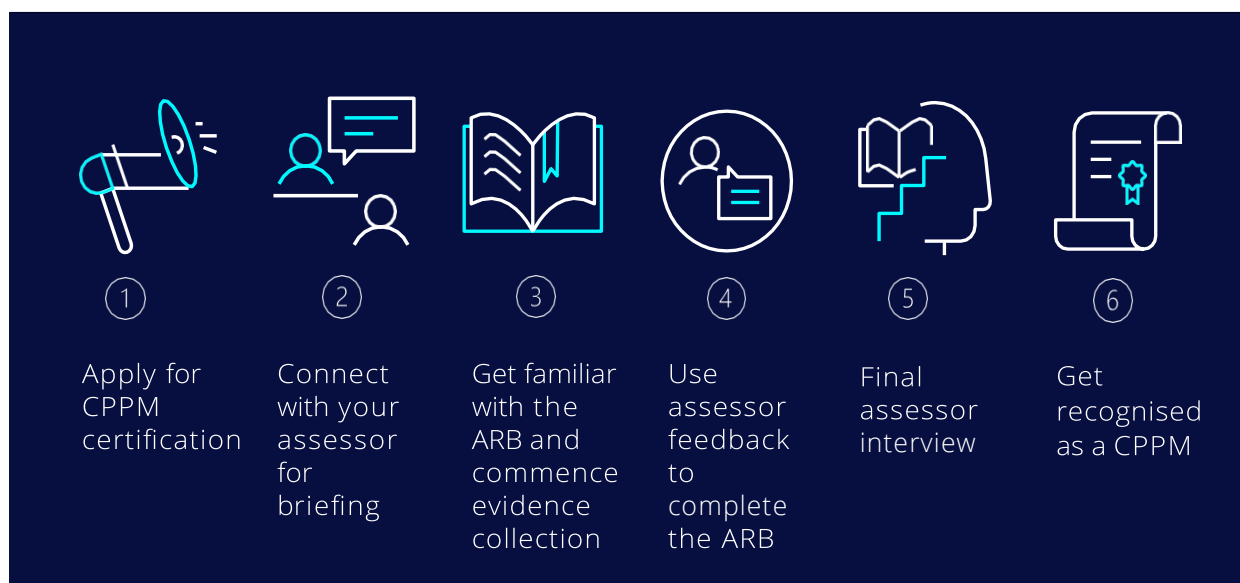 1
Apply for
CPPM
certification
2
Connect
with your
assessor
for
briefing
3
Get familiar
with the
ARB and
commence
evidence
collection
4
Use
assessor
feedback
to
complete
the ARB
5
Final
assessor
interview
6
Get
recognised
as a CPPM